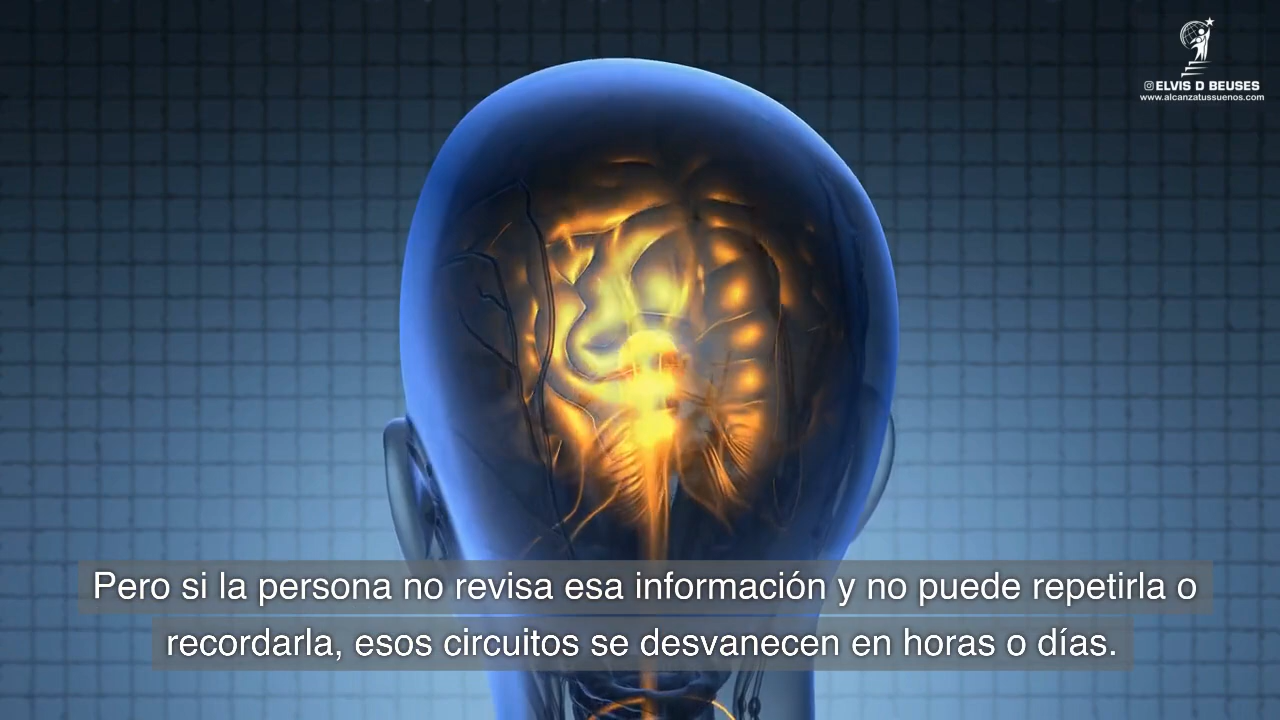 ELVIS D BEUSES
www.alcanzatussuenos.com
Pero si la persona no revisa esa información y no puede repetirla o
recordarla, esos circuitos se desvanecen en horas o días.